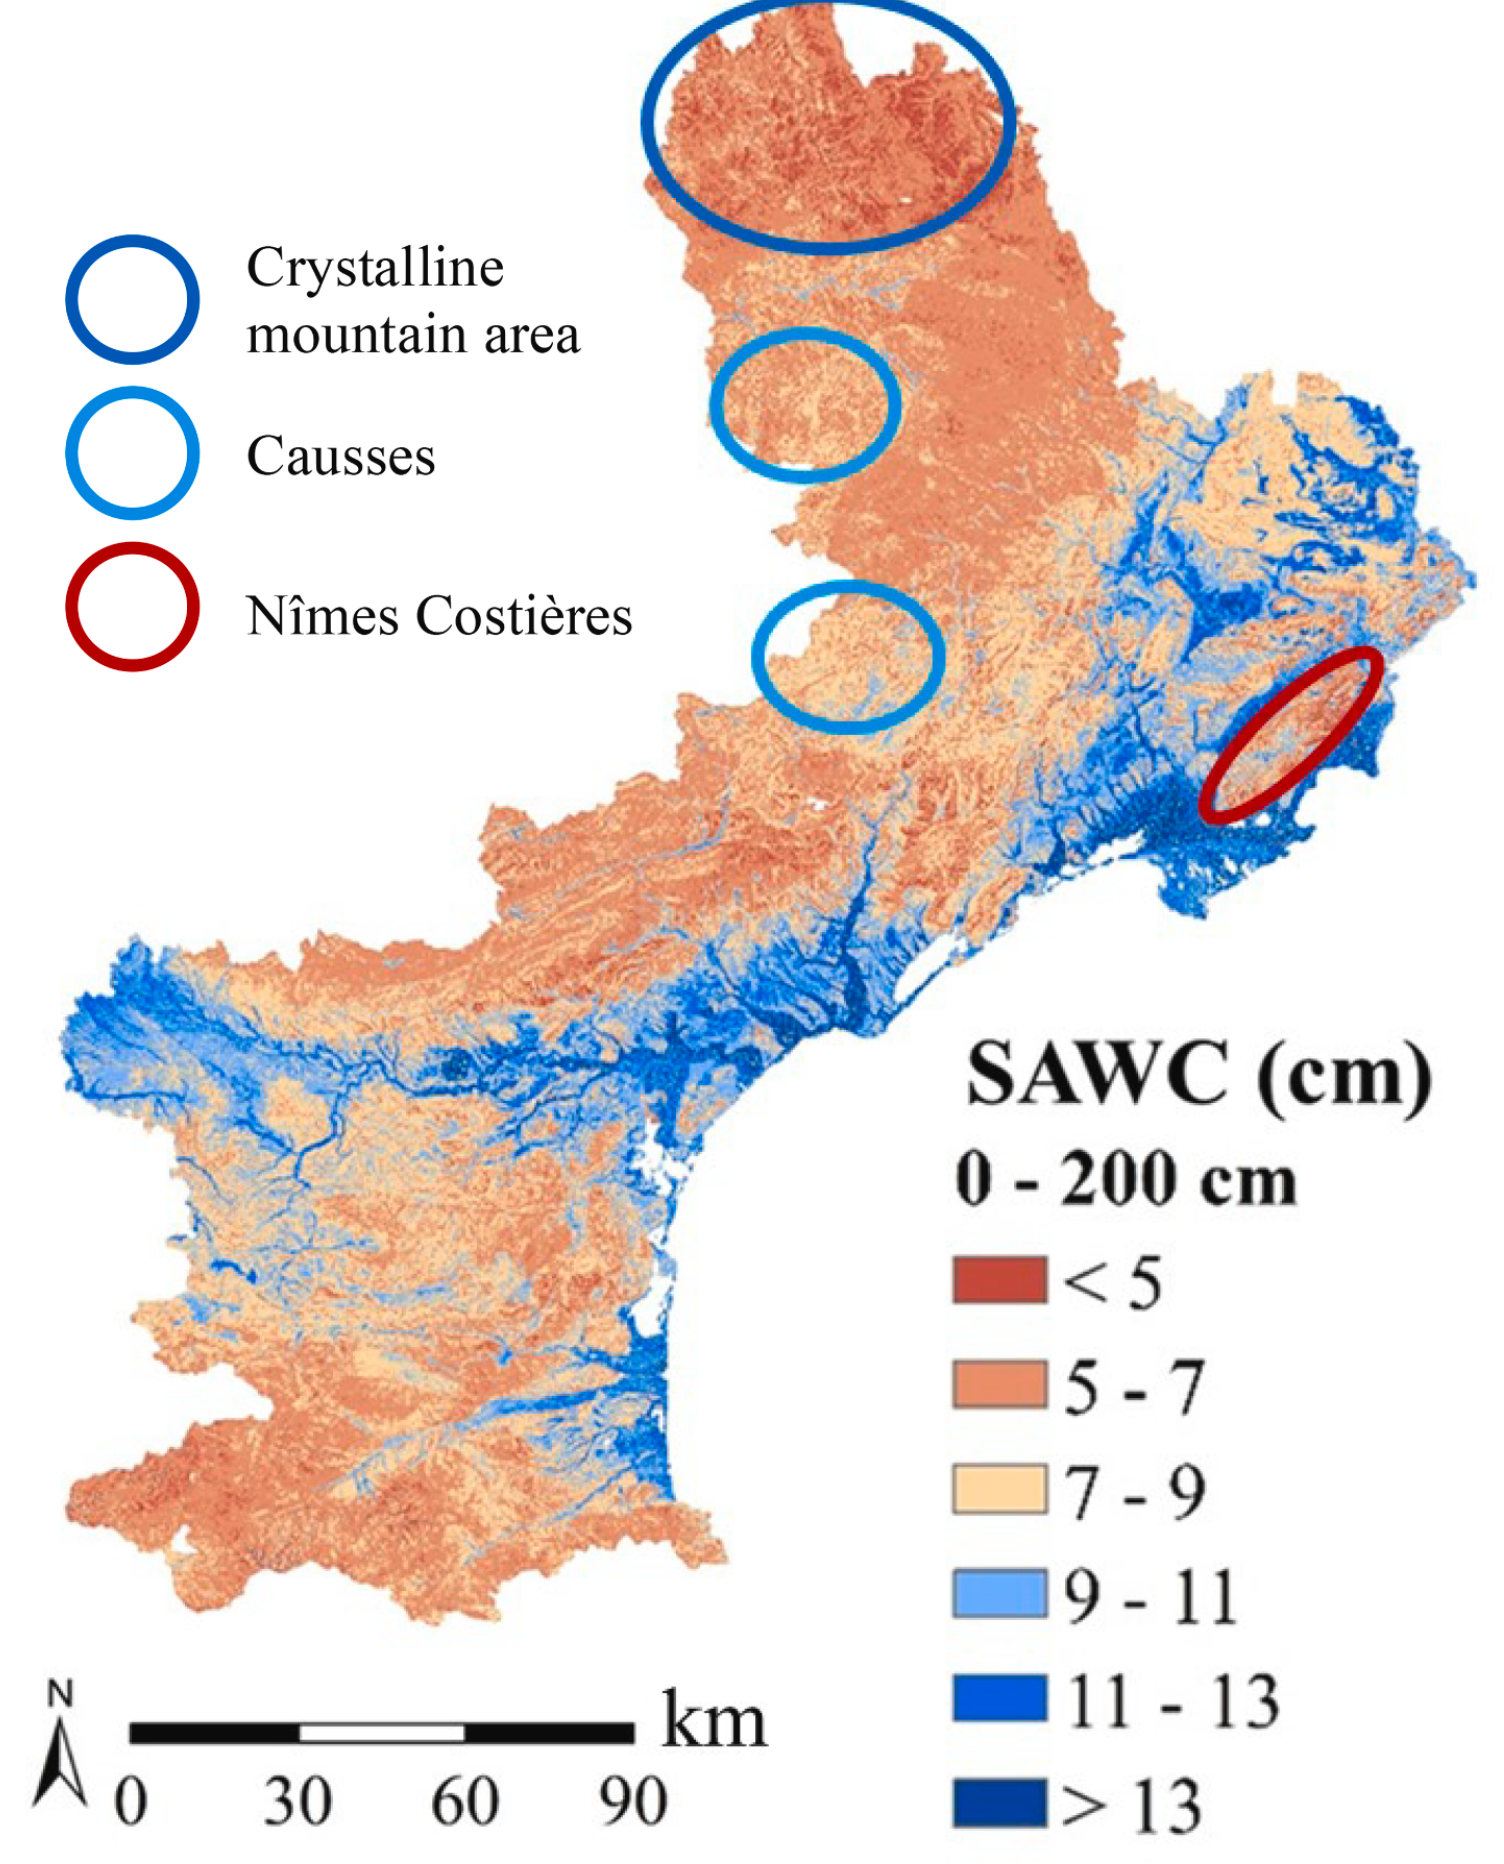 Crystalline
mountain area
Causses
Nîmes Costières
SAWC (cm)
0 - 200 cm
< 5
5 - 7
7 - 9
9 - 11
11 - 13
> 13
N
km
0 30 60 90